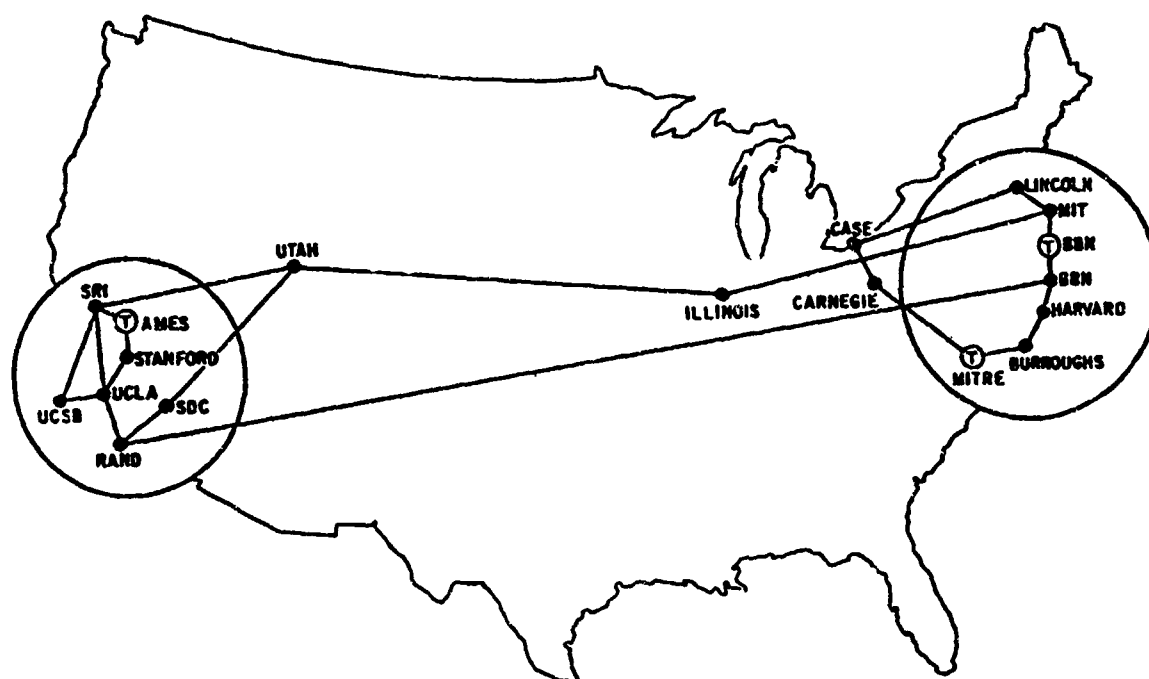 LINCOLN
MIT
CASE
T BBN
UTAH
BBN
SRI
ILLINOIS
CARNEGIE
HARVARD
T AMES
STANFORD
T
BURROUGHS
MITRE
UCLA
SDC
UCSB
RAND